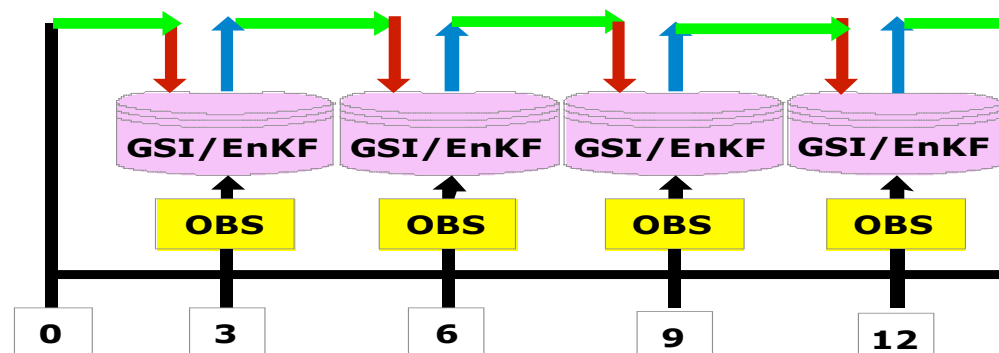 GSI/EnKF GSI/EnKF GSI/EnKF GSI/EnKF
OBS OBS OBS OBS
0 3 6 9 12